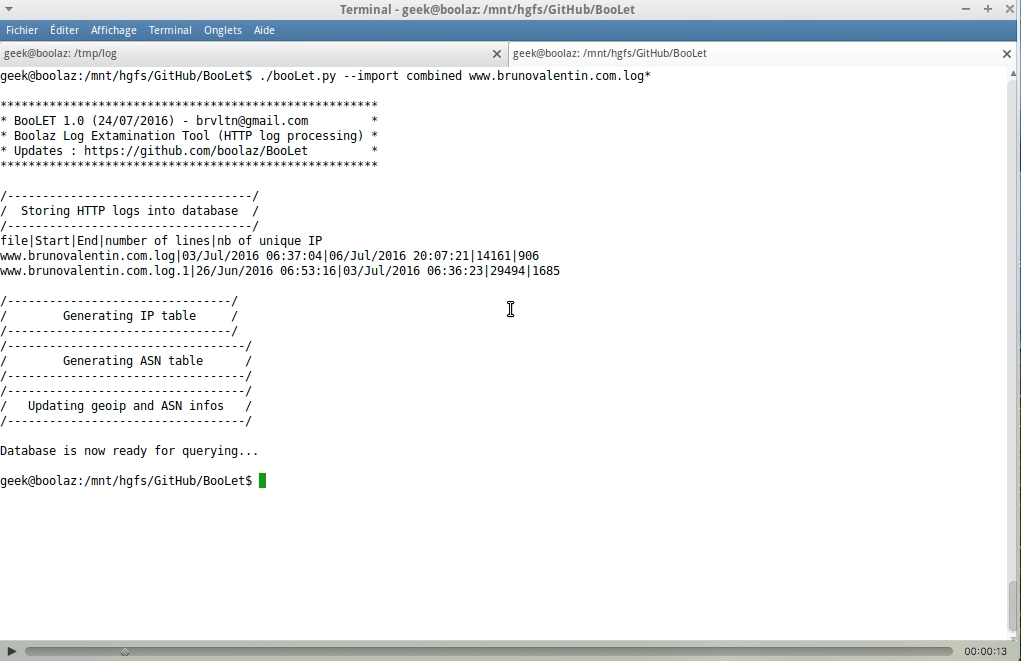 Terminal - geek@boolaz: /mnt/hgfs/GitHub/BooLet
Fichier Éditer Affichage Terminal Onglets Aide
geek@boolaz: /tmp/log geek@boolaz: /mnt/hgfs/GitHub/BooLet
geek@boolaz:/mnt/hgfs/GitHub/BooLet$ ./booLet.py --import combined www.brunovalentin.com.log*
******************************************************
* BooLET 1.0 (24/07/2016) - brvltn@gmail.com         *
* Boolaz Log Extamination Tool (HTTP log processing) *
* Updates : https://github.com/boolaz/BooLet         *
******************************************************
/-----------------------------------/
/  Storing HTTP logs into database  /
/-----------------------------------/
file|Start|End|number of lines|nb of unique IP
www.brunovalentin.com.log|03/Jul/2016 06:37:04|06/Jul/2016 20:07:21|14161|906
www.brunovalentin.com.log.1|26/Jun/2016 06:53:16|03/Jul/2016 06:36:23|29494|1685
/--------------------------------/
/        Generating IP table     /
/--------------------------------/
/----------------------------------/
/        Generating ASN table      /
/----------------------------------/
/----------------------------------/
/   Updating geoip and ASN infos   /
/----------------------------------/
Database is now ready for querying...
geek@boolaz:/mnt/hgfs/GitHub/BooLet$
00:00:13